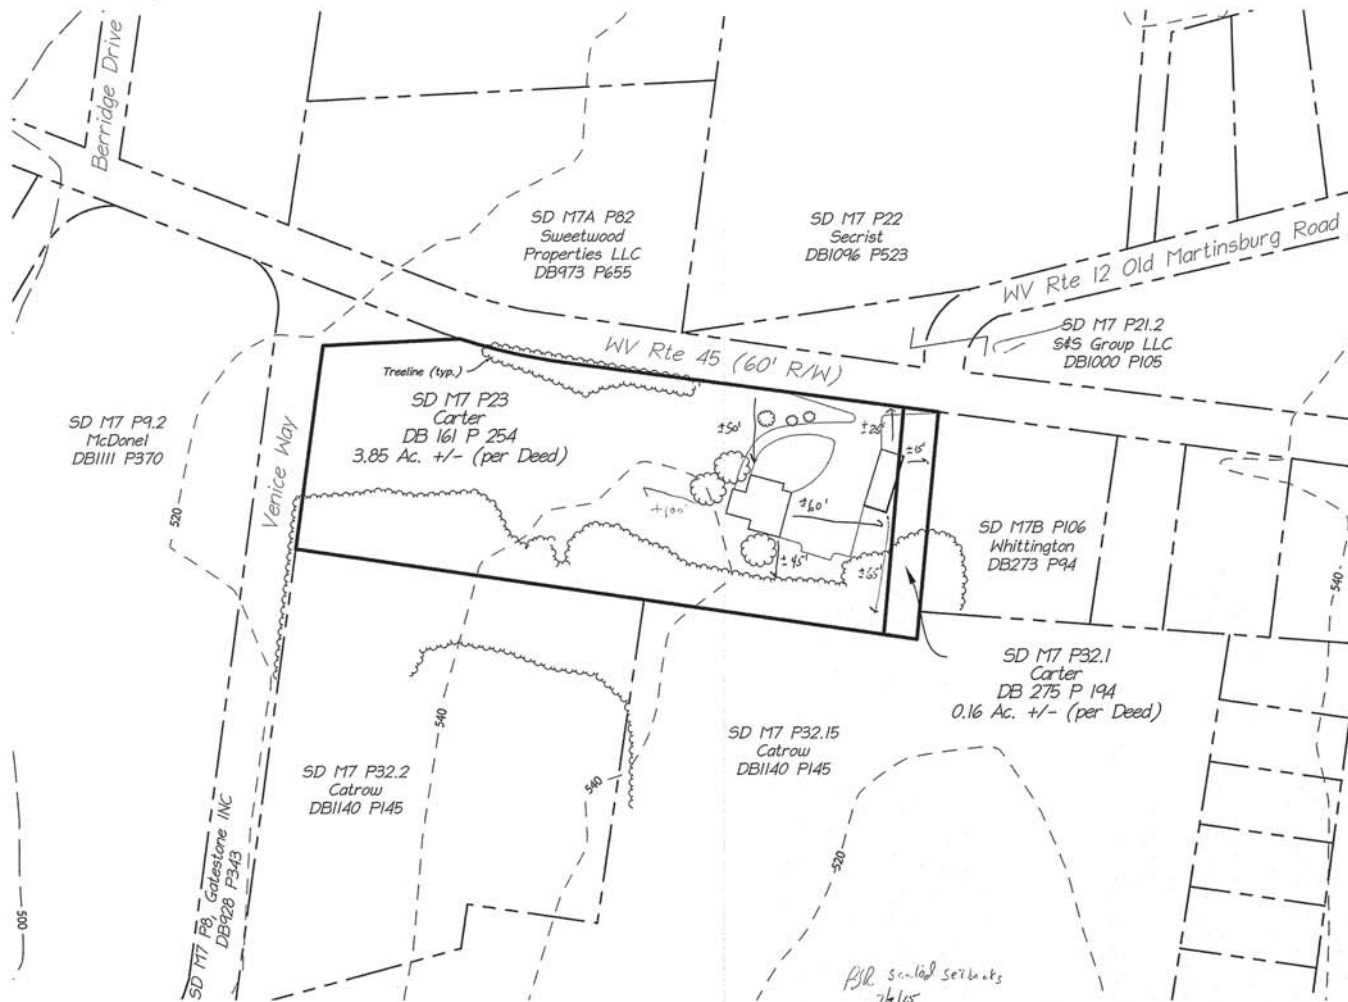 Berridge Drive
SD M7A P82
Sweetwood
Properties LLC
DB973 P655
SD M7 P22
Secrist
DB1096 P523
WV Rte 12 Old Martinsburg Road
SD M7 P21.2
S&S Group LLC
DB1000 P105
WV Rte 45 (60' R/W)
Treeline (typ.)
SD M7 P23
Carter
DB 161 P 254
3.85 Ac. +/- (per Deed)
SD M7 P9.2
McDonel
DB1111 P370
Venice Way
520
±50'
±15'
±60'
±100'
±45'
±65'
SD M7B P106
Whittington
DB273 P94
540
SD M7 P32.1
Carter
DB 275 P 194
0.16 Ac. +/- (per Deed)
540
SD M7 P32.15
Catrow
DB1140 P145
SD M7 P32.2
Catrow
DB1140 P145
540
520
SD M7 P8, Gatestone INC
DB928 P343
500
scaled setbacks